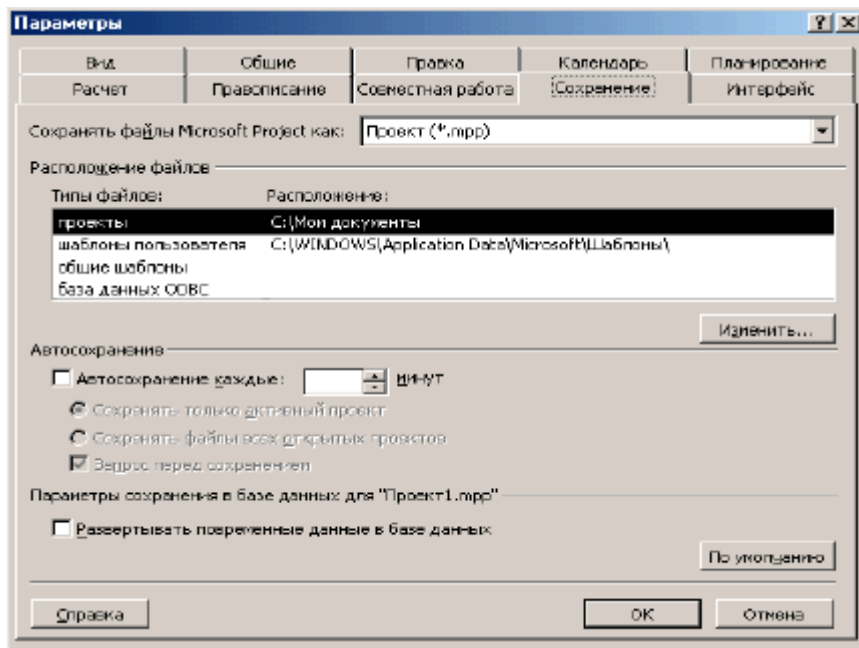 Параметры
Вид Общие Правка Календарь Планирование
Расчет Правописание Совместная работа Сохранение Интерфейс
Сохранять файлы Microsoft Project как: Проект (*.mpp)
Расположение файлов
Типы файлов: Расположение:
проекты C:\Мои документы
шаблоны пользователя C:\WINDOWS\Application Data\Microsoft\Шаблоны\
общие шаблоны
база данных ODBC
Изменить...
Автосохранение
Автосохранение каждые: минут
Сохранять только активный проект
Сохранять файлы всех открытых проектов
Запрос перед сохранением
Параметры сохранения в базе данных для "Проект1.mpp"
Развертывать повременные данные в базе данных
По умолчанию
Справка OK Отмена